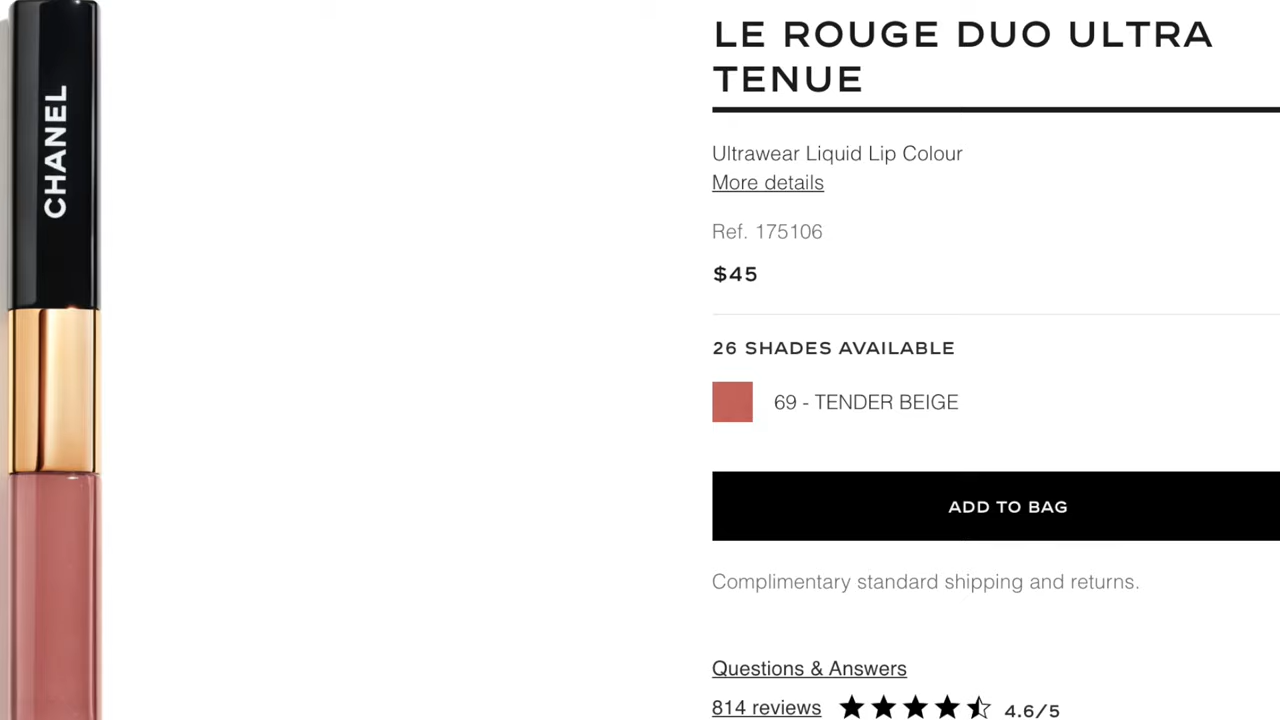 CHANEL
LE ROUGE DUO ULTRA
TENUE
Ultrawear Liquid Lip Colour
More details
Ref. 175106
$45
26 SHADES AVAILABLE
69 - TENDER BEIGE
ADD TO BAG
Complimentary standard shipping and returns.
Questions & Answers
814 reviews 4.6/5